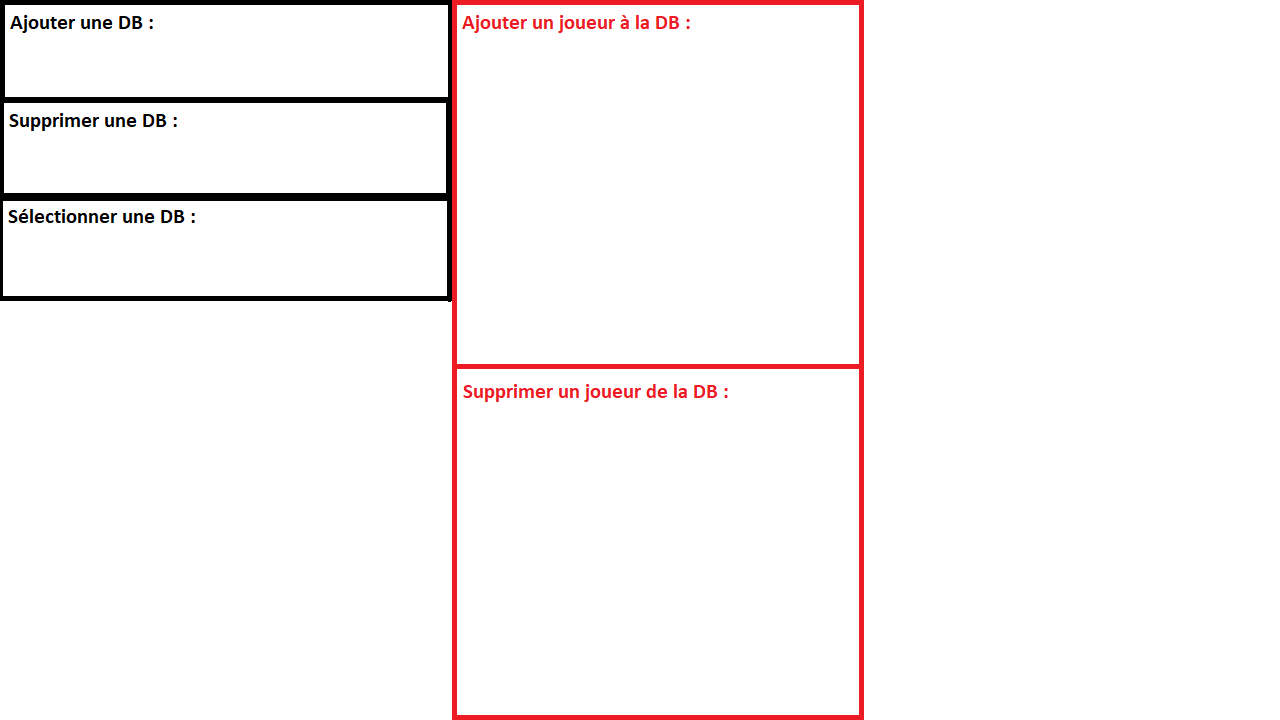 Ajouter une DB :
Supprimer une DB :
Sélectionner une DB :
Ajouter un joueur à la DB :
Supprimer un joueur de la DB :